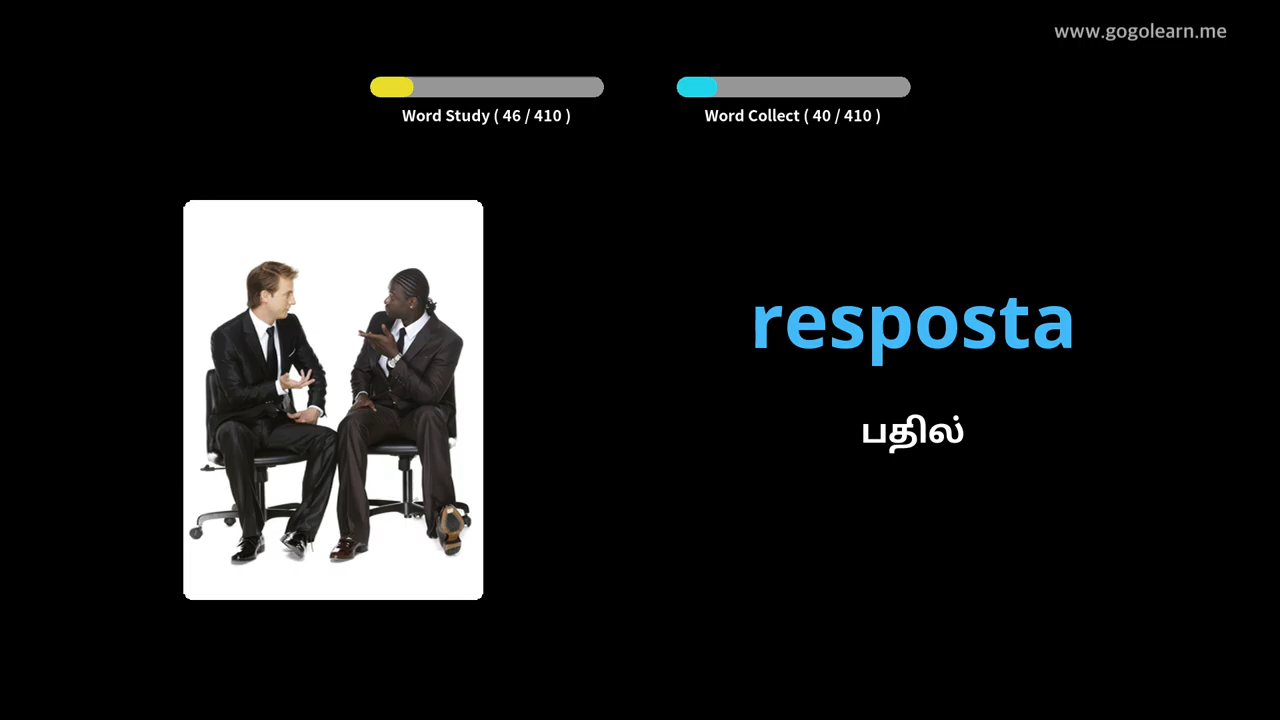 www.gogolearn.me
Word Study ( 46 / 410 )
Word Collect ( 40 / 410 )
resposta
பதில்